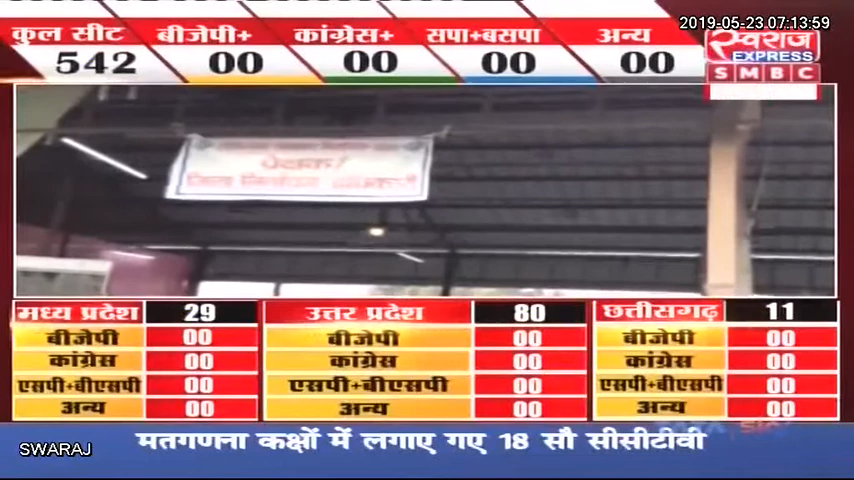 2019-05-23 07:13:59
कुल सीट बीजेपी+ कांग्रेस+ सपा+बसपा अन्य
542 00 00 00 00
स्वराज
EXPRESS
SMBC
मध्य प्रदेश 29
बीजेपी 00
कांग्रेस 00
एसपी+बीएसपी 00
अन्य 00
उत्तर प्रदेश 80
बीजेपी 00
कांग्रेस 00
एसपी+बीएसपी 00
अन्य 00
छत्तीसगढ़ 11
बीजेपी 00
कांग्रेस 00
एसपी+बीएसपी 00
अन्य 00
SWARAJ
मतगणना कक्षों में लगाए गए 18 सौ सीसीटीवी